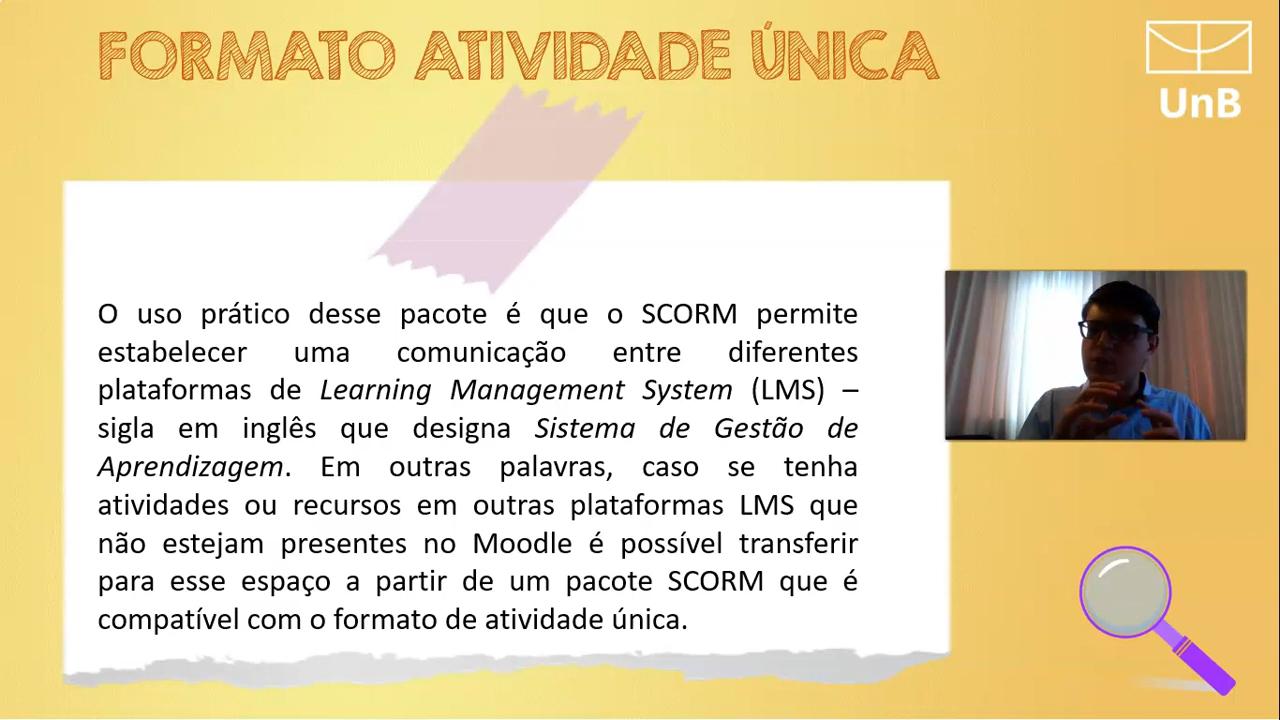 FORMATO ATIVIDADE ÚNICA
UnB
O uso prático desse pacote é que o SCORM permite
estabelecer uma comunicação entre diferentes
plataformas de Learning Management System (LMS) –
sigla em inglês que designa Sistema de Gestão de
Aprendizagem. Em outras palavras, caso se tenha
atividades ou recursos em outras plataformas LMS que
não estejam presentes no Moodle é possível transferir
para esse espaço a partir de um pacote SCORM que é
compatível com o formato de atividade única.